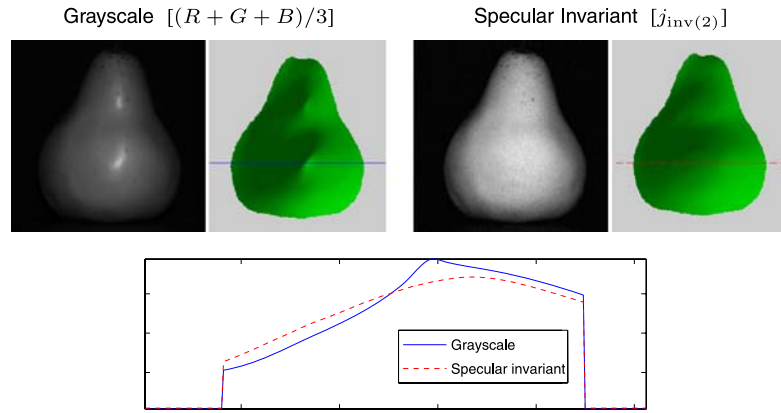 Grayscale [(R + G + B)/3]
Specular Invariant [j_inv(2)]
Grayscale
Specular invariant